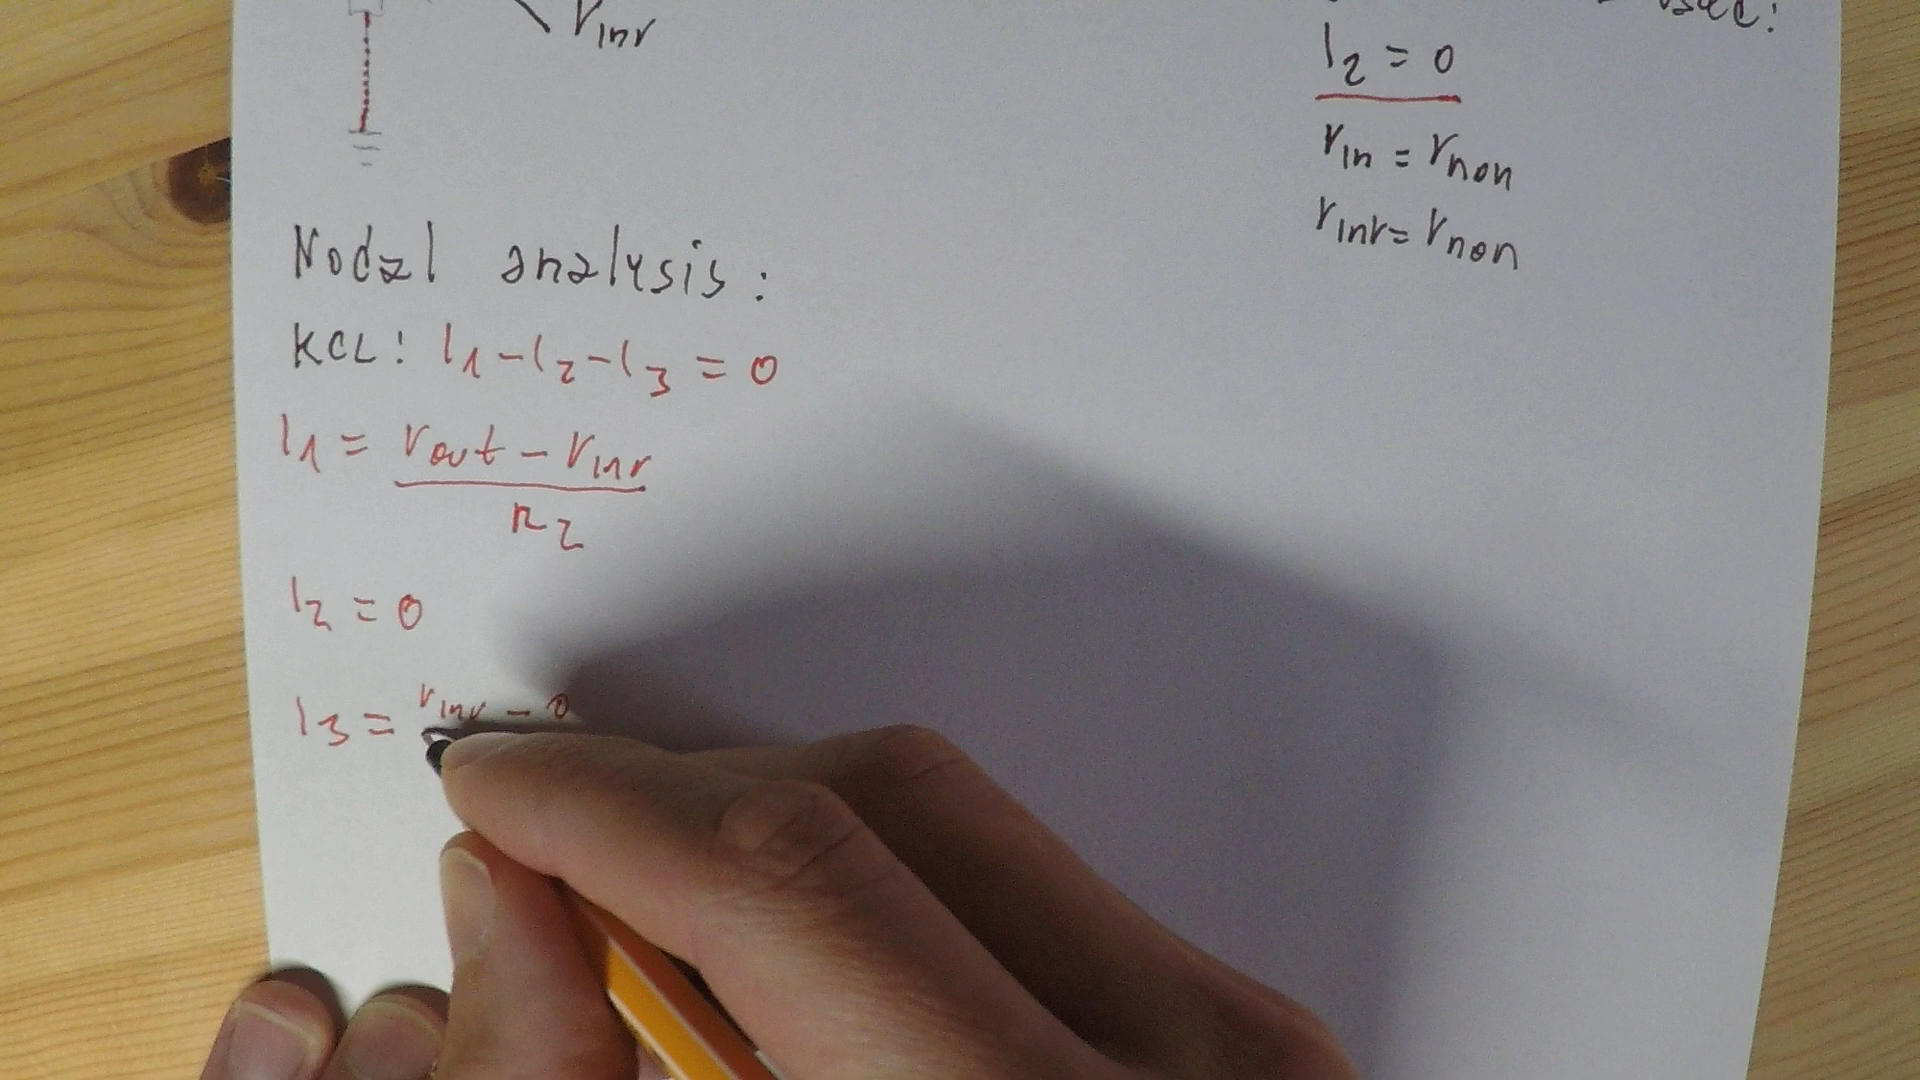 Vinv
I2 = 0
Vin = Vnon
Vinv = Vnon
Nodal analysis:
KCL: I1 - I2 - I3 = 0
I1 = Vout - Vinv
R2
I2 = 0
I3 = Vinv - 0